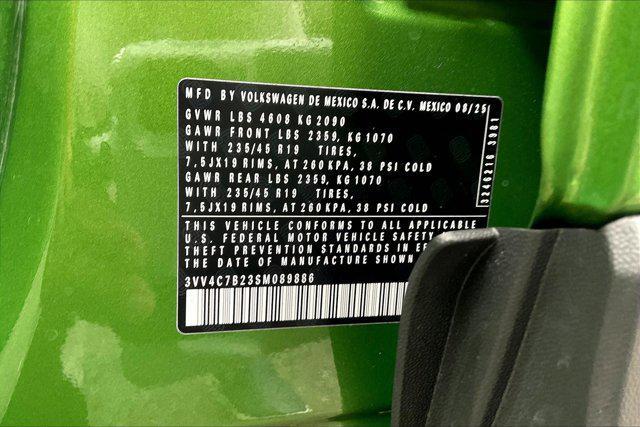 MFD BY VOLKSWAGEN DE MEXICO S.A. DE C.V. MEXICO 08/25
GVWR LBS 4608 KG 2090
GAWR FRONT LBS 2359, KG 1070
WITH 235/45 R19 TIRES,
7,5JX19 RIMS, AT 260 KPA, 38 PSI COLD
GAWR REAR LBS 2359, KG 1070
WITH 235/45 R19 TIRES,
7,5JX19 RIMS, AT 260 KPA, 38 PSI COLD
3246210 3981
THIS VEHICLE CONFORMS TO ALL APPLICABLE
U.S. FEDERAL MOTOR VEHICLE SAFETY
THEFT PREVENTION STANDARDS IN EF
THE DATE OF MANUFACTURE SHOWN
3VV4C7B23SM089886